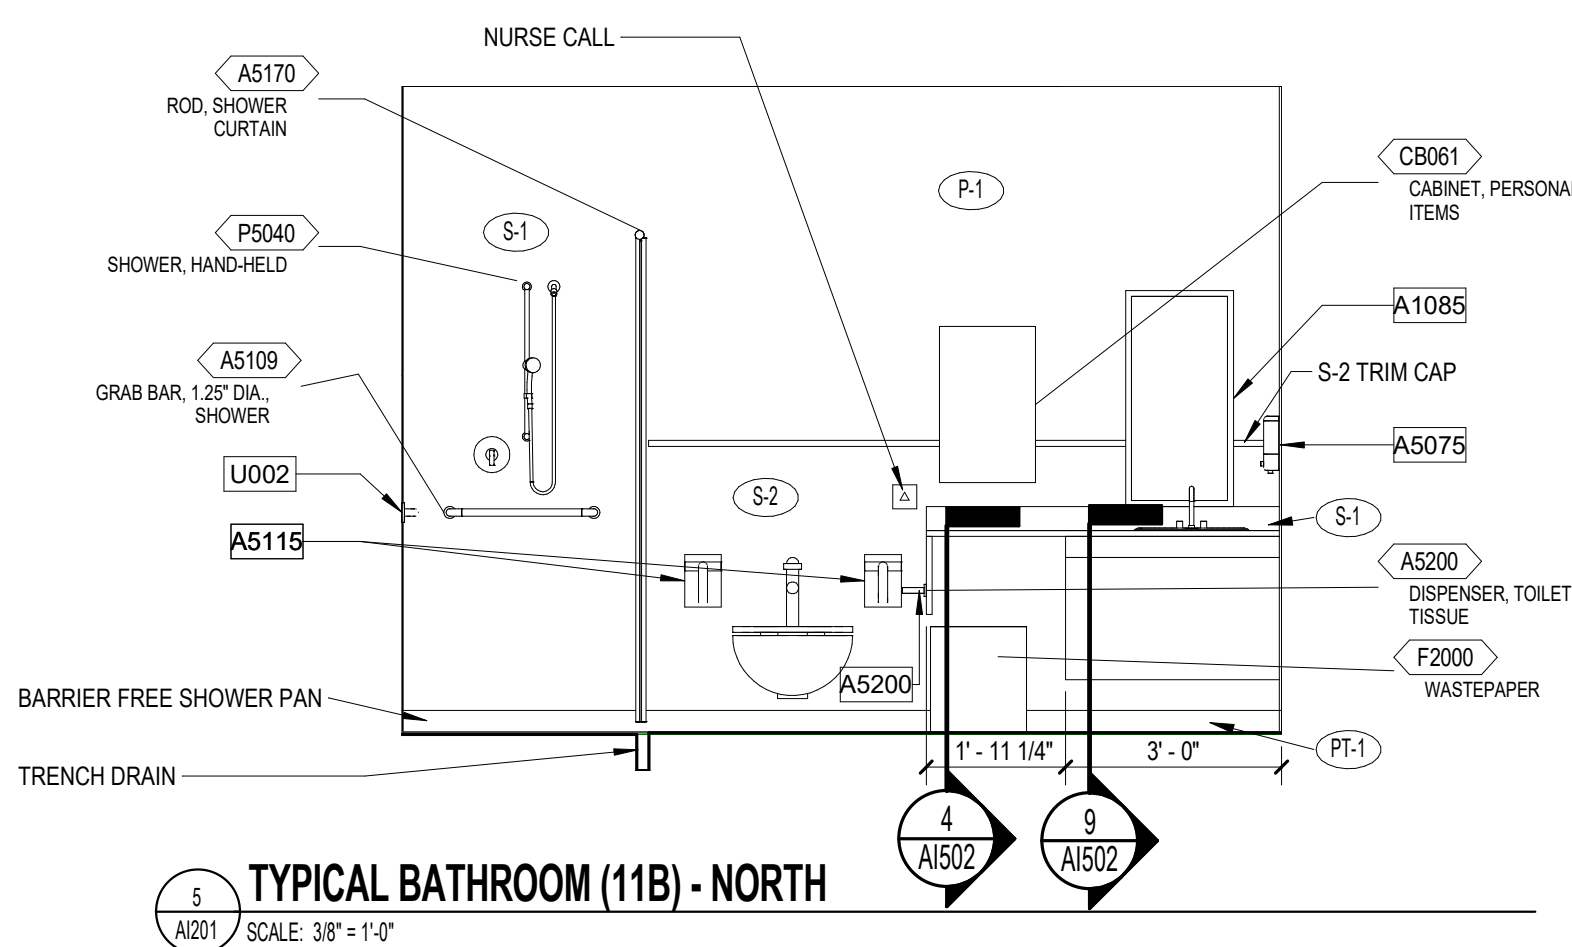 NURSE CALL
A5170
ROD, SHOWER
CURTAIN
P-1
CB061
CABINET, PERSONAL
ITEMS
S-1
P5040
SHOWER, HAND-HELD
A1085
A5109
GRAB BAR, 1.25" DIA.,
SHOWER
S-2 TRIM CAP
A5075
U002
S-2
S-1
A5115
A5200
DISPENSER, TOILET
TISSUE
F2000
WASTEPAPER
A5200
BARRIER FREE SHOWER PAN
PT-1
1' - 11 1/4"
3' - 0"
TRENCH DRAIN
4
AI502
9
AI502
5
AI201
TYPICAL BATHROOM (11B) - NORTH
SCALE: 3/8" = 1'-0"